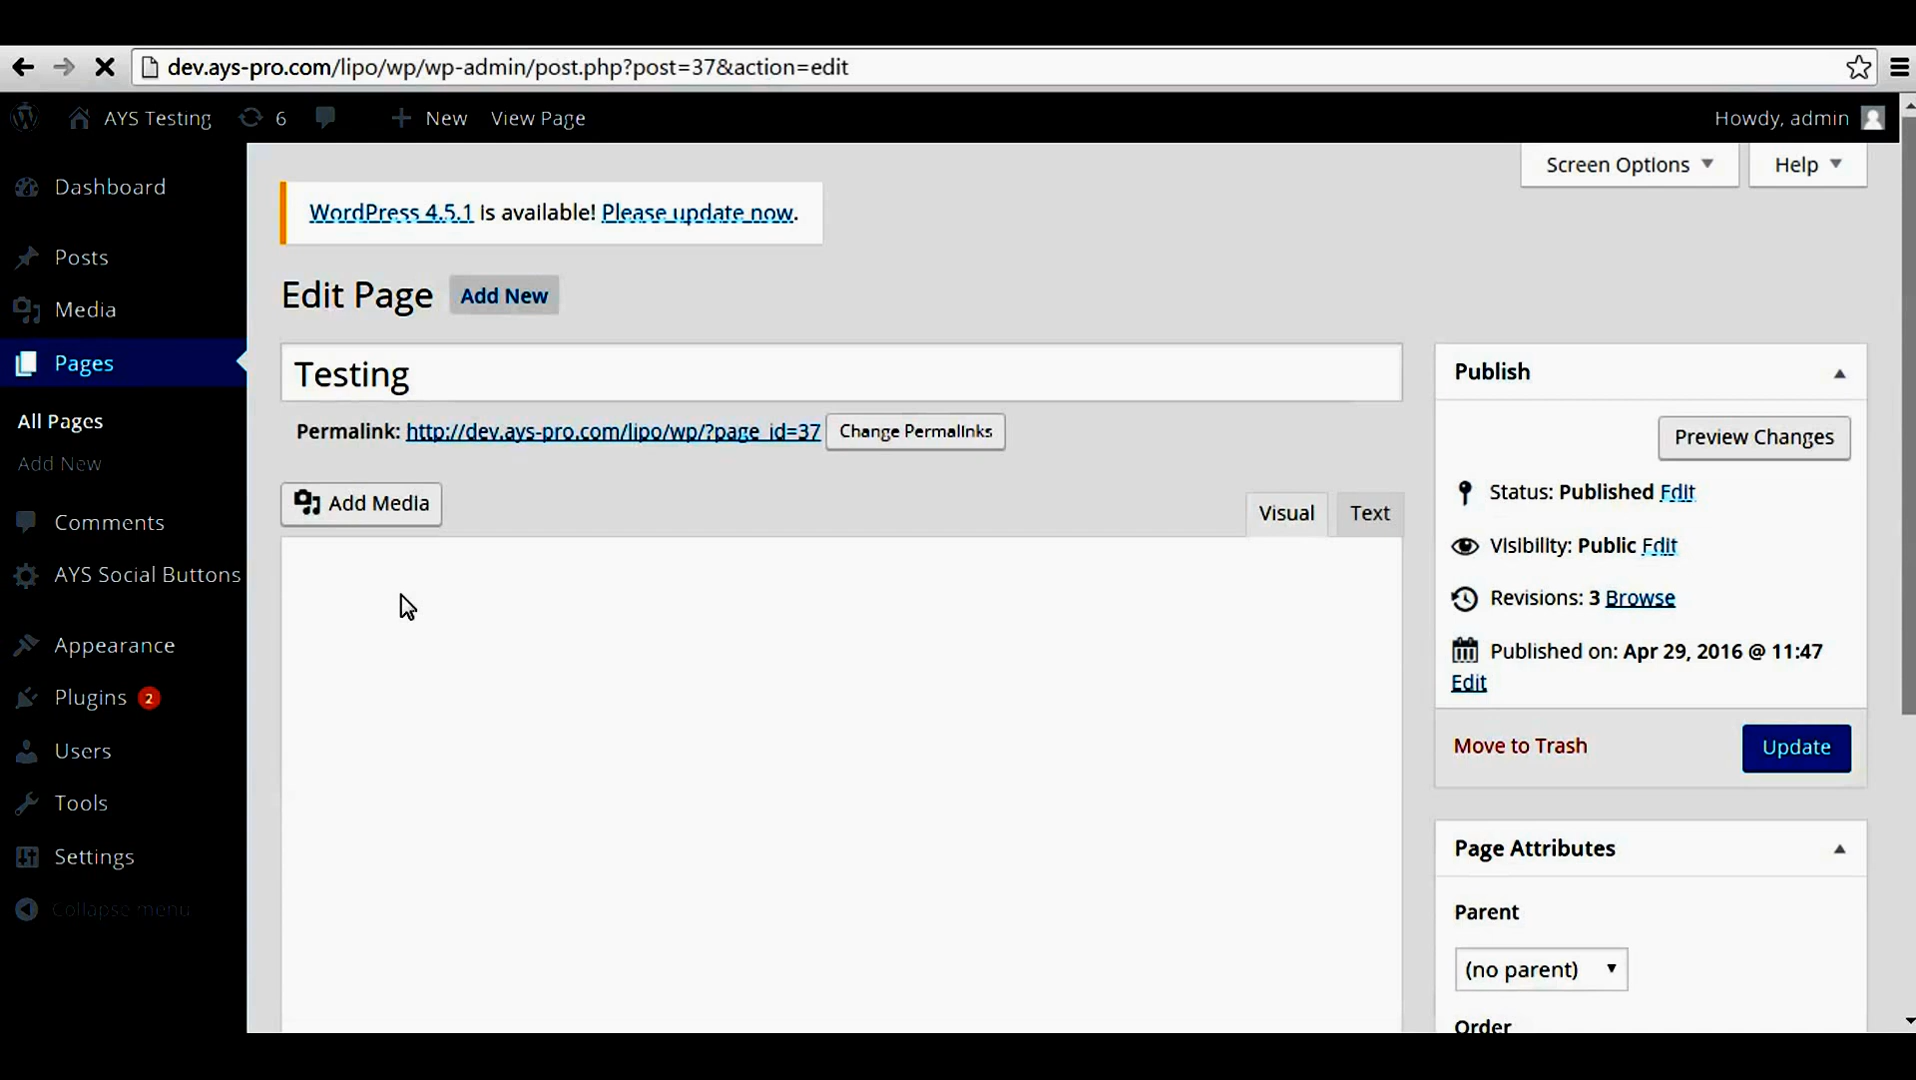 dev.ays-pro.com/lipo/wp/wp-admin/post.php?post=37&action=edit
AYS Testing 6 New View Page Howdy, admin
Screen Options Help
Dashboard
Posts
Media
Pages
All Pages
Add New
Comments
AYS Social Buttons
Appearance
Plugins 2
Users
Tools
Settings
Collapse menu
WordPress 4.5.1 is available! Please update now.
Edit Page Add New
Testing
Permalink: http://dev.ays-pro.com/lipo/wp/?page_id=37 Change Permalinks
Add Media
Visual Text
Publish
Preview Changes
Status: Published Edit
Visibility: Public Edit
Revisions: 3 Browse
Published on: Apr 29, 2016 @ 11:47
Edit
Move to Trash Update
Page Attributes
Parent
(no parent)
Order